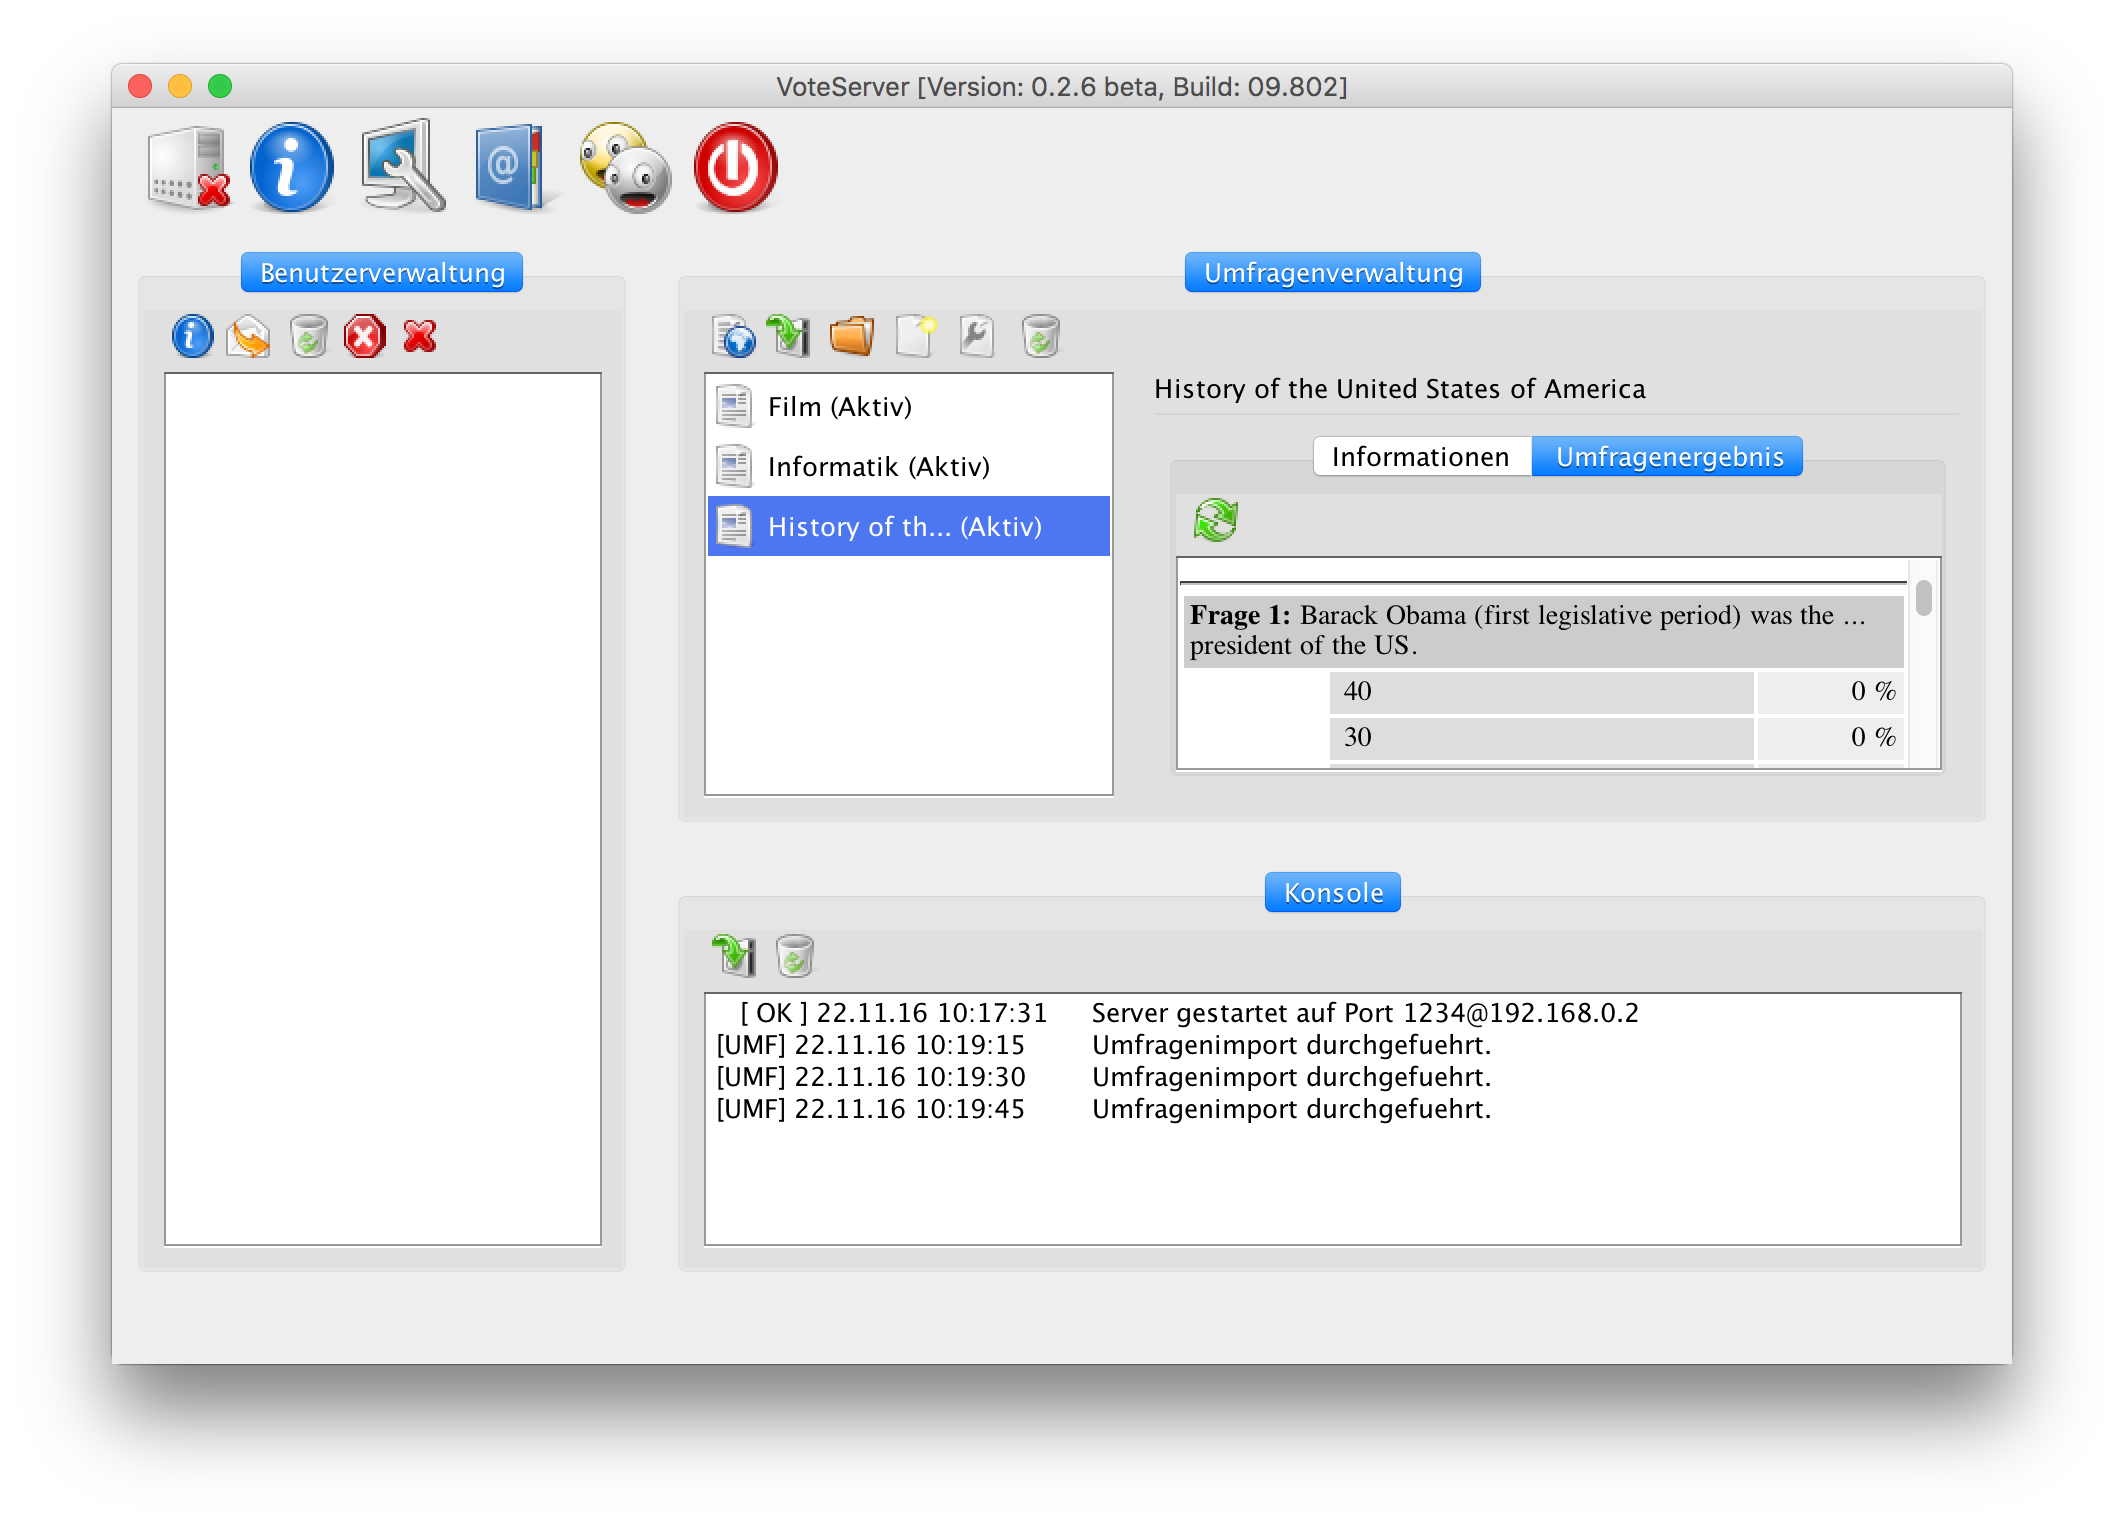 VoteServer [Version: 0.2.6 beta, Build: 09.802]
Benutzerverwaltung
Umfragenverwaltung
Film (Aktiv)
Informatik (Aktiv)
History of th... (Aktiv)
History of the United States of America
Informationen
Umfragenergebnis
Frage 1: Barack Obama (first legislative period) was the ...
president of the US.
40 0 %
30 0 %
Konsole
[ OK ] 22.11.16 10:17:31 Server gestartet auf Port 1234@192.168.0.2
[UMF] 22.11.16 10:19:15 Umfragenimport durchgefuehrt.
[UMF] 22.11.16 10:19:30 Umfragenimport durchgefuehrt.
[UMF] 22.11.16 10:19:45 Umfragenimport durchgefuehrt.